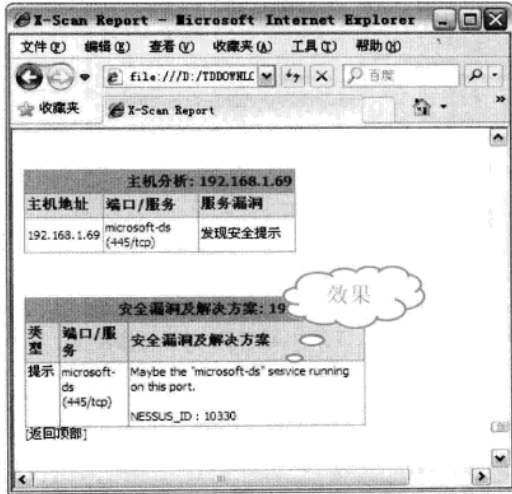 X-Scan Report - Microsoft Internet Explorer
文件(F) 编辑(E) 查看(V) 收藏夹(A) 工具(T) 帮助(H)
file:///D:/TDDOWNLC
百度
收藏夹
X-Scan Report
主机分析: 192.168.1.69
主机地址 端口/服务 服务漏洞
192.168.1.69 microsoft-ds 发现安全提示
(445/tcp)
安全漏洞及解决方案: 19
效果
类型 端口/服务 安全漏洞及解决方案
提示 microsoft- Maybe the "microsoft-ds" sesvice running
ds on this port.
(445/tcp)
NESSUS_ID : 10330
[返回顶部]